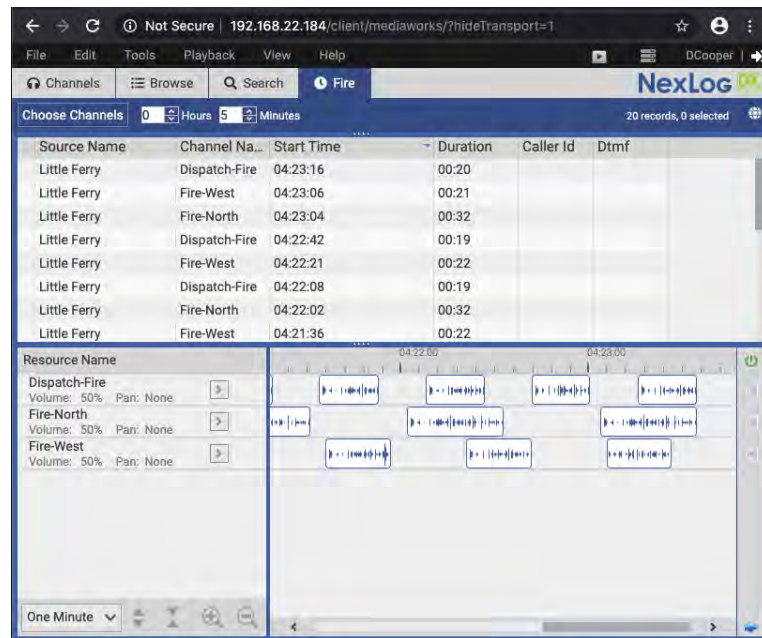 Not Secure | 192.168.22.184/client/mediaworks/?hideTransport=1
File Edit Tools Playback View Help DCooper
Channels Browse Search Fire NexLog DX
Choose Channels 0 Hours 5 Minutes 20 records, 0 selected
Source Name Channel Na... Start Time Duration Caller Id Dtmf
Little Ferry Dispatch-Fire 04:23:16 00:20
Little Ferry Fire-West 04:23:06 00:21
Little Ferry Fire-North 04:23:04 00:32
Little Ferry Dispatch-Fire 04:22:42 00:19
Little Ferry Fire-West 04:22:21 00:22
Little Ferry Dispatch-Fire 04:22:08 00:19
Little Ferry Fire-North 04:22:02 00:32
Little Ferry Fire-West 04:21:36 00:22
Resource Name 04:22:00 04:23:00
Dispatch-Fire
Volume: 50% Pan: None
Fire-North
Volume: 50% Pan: None
Fire-West
Volume: 50% Pan: None
One Minute